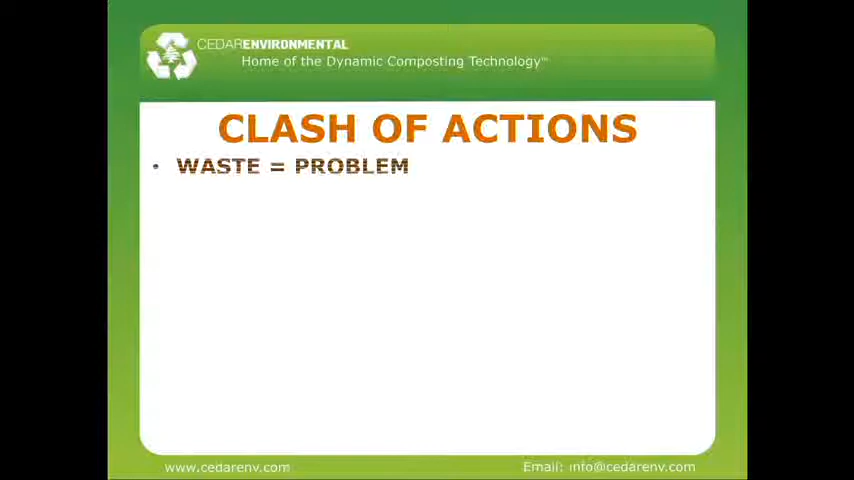 CEDARENVIRONMENTAL
Home of the Dynamic Composting Technology™
CLASH OF ACTIONS
• WASTE = PROBLEM
www.cedarenv.com Email: info@cedarenv.com